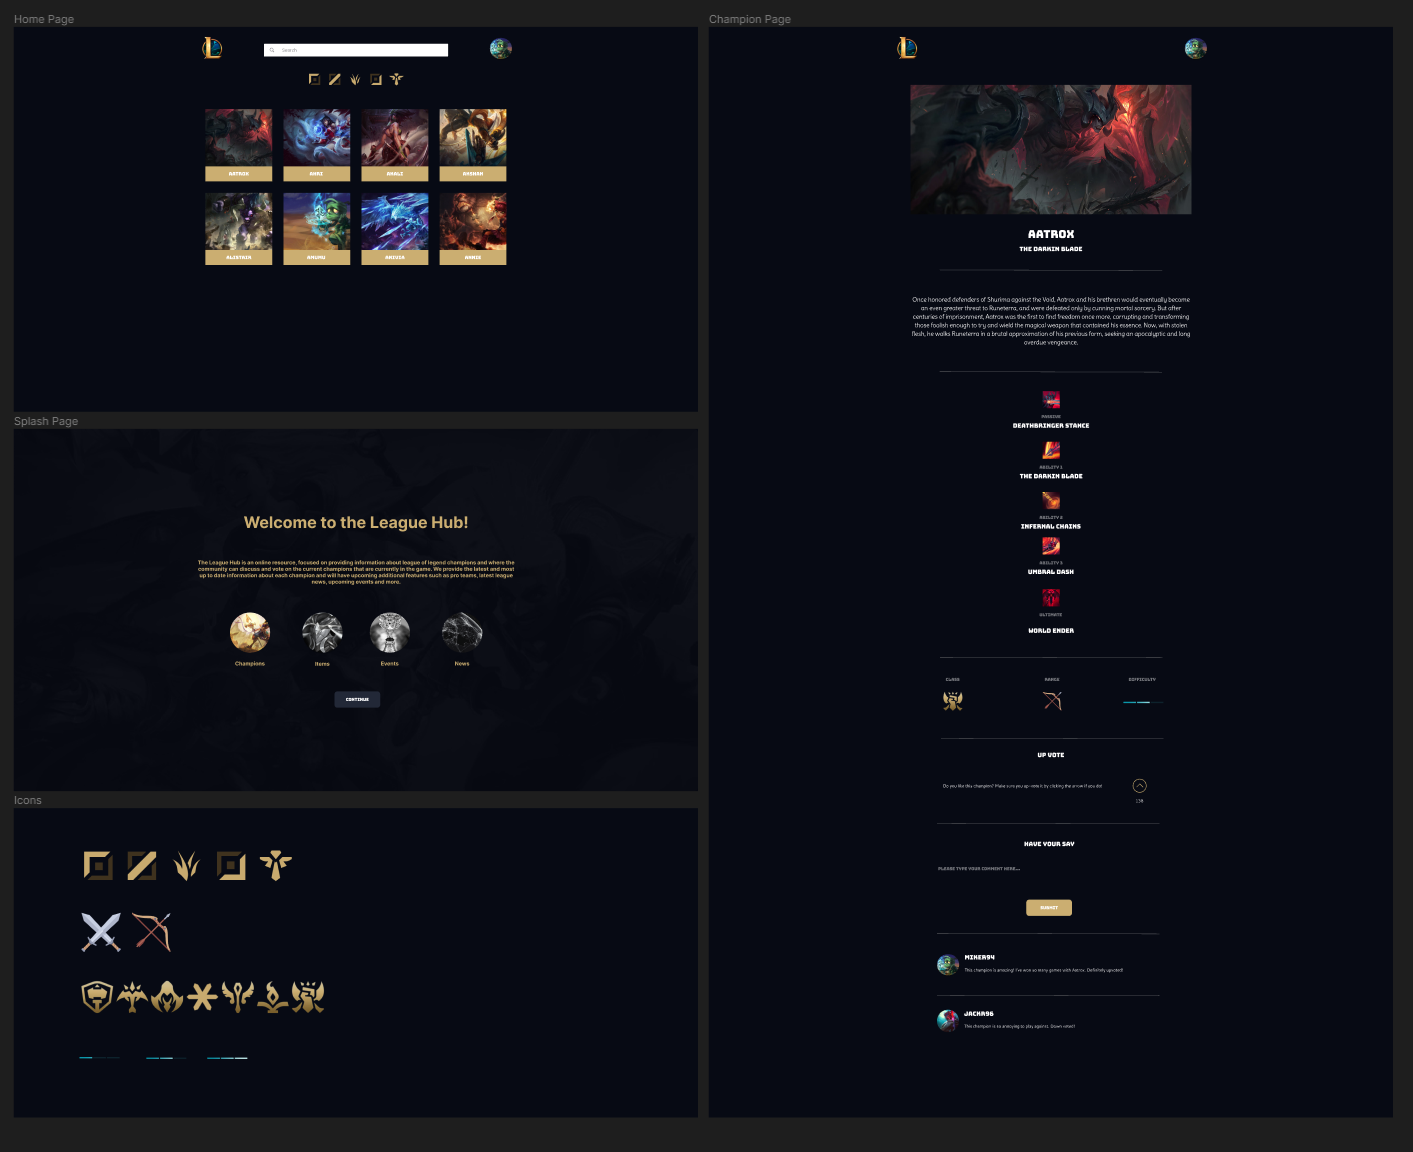 Home Page
Search
AATROX
AHRI
AKALI
AKSHAN
ALISTAIR
AMUMU
ANIVIA
ANNIE
Splash Page
Welcome to the League Hub!
The League Hub is an online resource, focused on providing information about league of legend champions and where the
community can discuss and vote on the current champions that are currently in the game. We provide the latest and most
up to date information about each champion and will have upcoming additional features such as pro teams, latest league
news, upcoming events and more.
Champions
Items
Events
News
CONTINUE
Icons
Champion Page
AATROX
THE DARKIN BLADE
Once honored defenders of Shurima against the Void, Aatrox and his brethren would eventually become
an even greater threat to Runeterra, and were defeated only by cunning mortal sorcery. But after
centuries of imprisonment, Aatrox was the first to find freedom once more, corrupting and transforming
those foolish enough to try and wield the magical weapon that contained his essence. Now, with stolen
flesh, he walks Runeterra in a brutal approximation of his previous form, seeking an apocalyptic and long
overdue vengeance.
PASSIVE
DEATHBRINGER STANCE
ABILITY 1
THE DARKIN BLADE
ABILITY 2
INFERNAL CHAINS
ABILITY 3
UMBRAL DASH
ULTIMATE
WORLD ENDER
CLASS
RANGE
DIFFICULTY
UP VOTE
Do you like this champion? Make sure you up-vote it by clicking the arrow if you do!
138
HAVE YOUR SAY
PLEASE TYPE YOUR COMMENT HERE...
SUBMIT
MIKER94
This champion is amazing! I've won so many games with Aatrox. Definitely upvoted!
JACKR96
This champion is so annoying to play against. Down voted!